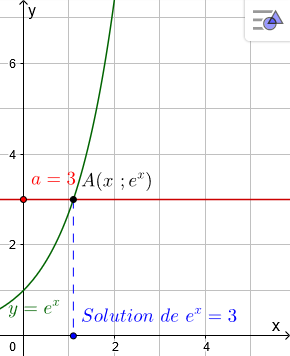 y
6
a = 3
A(x ; e^x)
4
2
y = e^x
Solution de e^x = 3
x
0
2
4